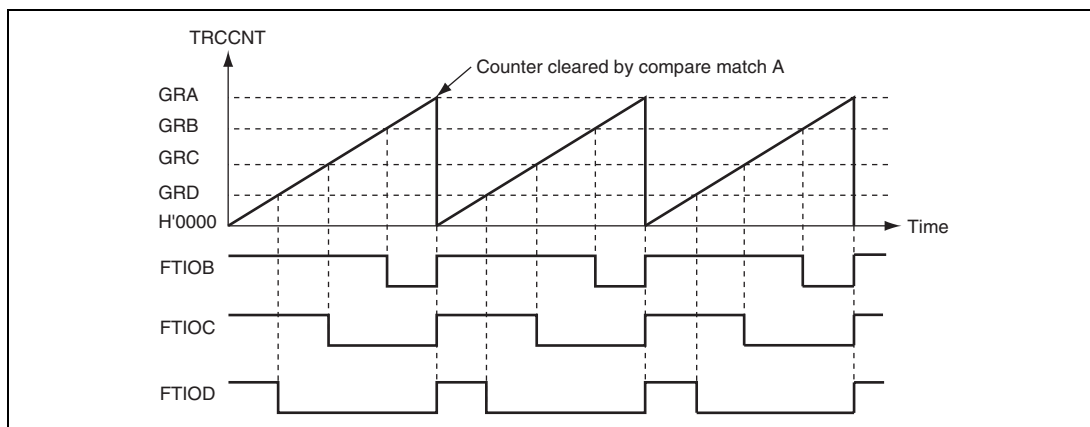 TRCCNT
Counter cleared by compare match A
GRA
GRB
GRC
GRD
H'0000
Time
FTIOB
FTIOC
FTIOD